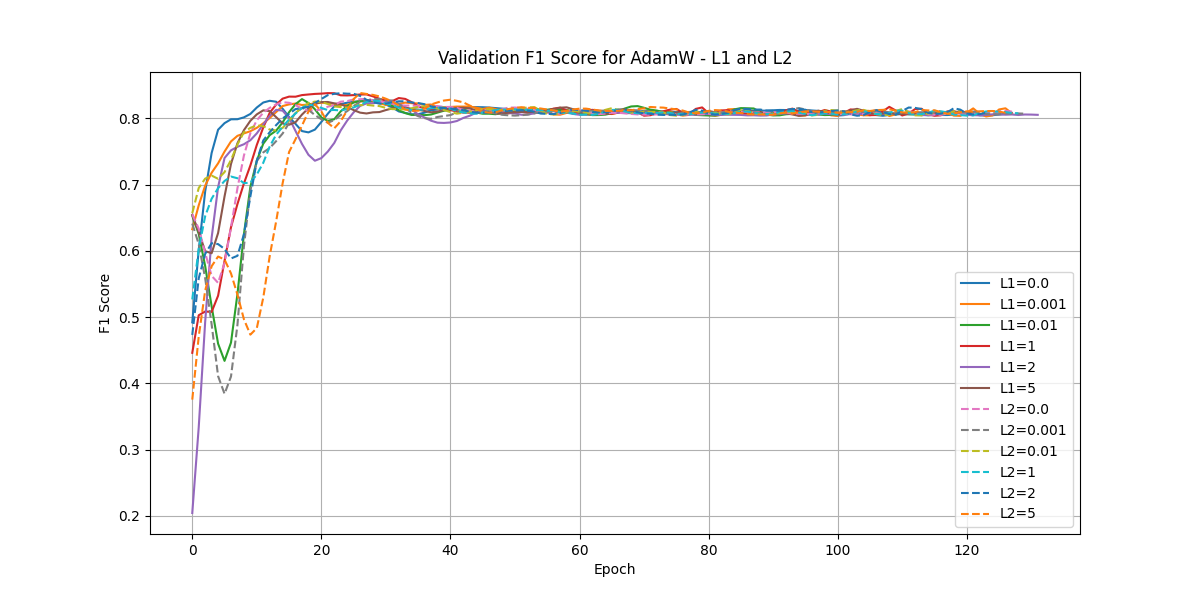 Validation F1 Score for AdamW - L1 and L2
F1 Score
0.8
0.7
0.6
0.5
0.4
0.3
0.2
0 20 40 60 80 100 120
Epoch
L1=0.0
L1=0.001
L1=0.01
L1=1
L1=2
L1=5
L2=0.0
L2=0.001
L2=0.01
L2=1
L2=2
L2=5